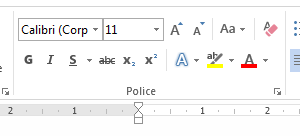 Calibri (Corp 11 A A Aa
G I S abc x₂ x² A ab A
Police
2 1 1 2